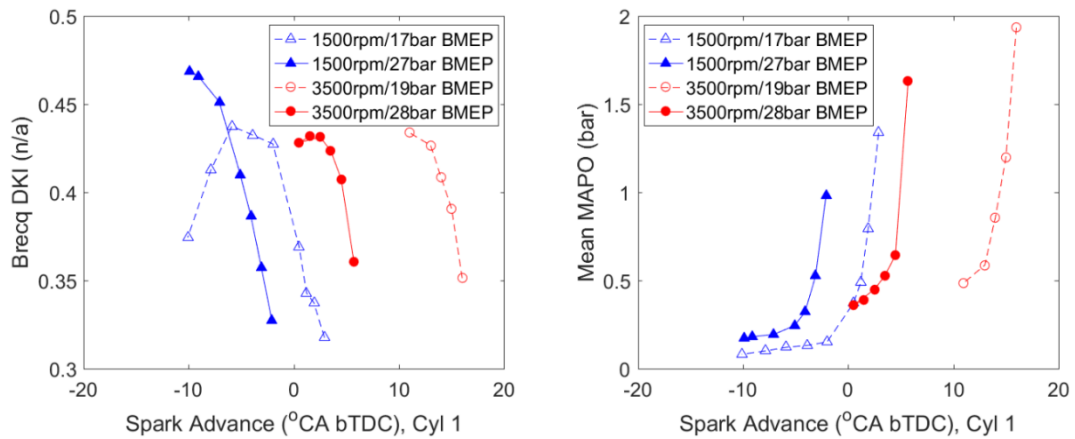 0.5
0.45
0.4
0.35
0.3
Brecq DKI (n/a)
1500rpm/17bar BMEP
1500rpm/27bar BMEP
3500rpm/19bar BMEP
3500rpm/28bar BMEP
-20 -10 0 10 20
Spark Advance (°CA bTDC), Cyl 1
2
1.5
1
0.5
0
Mean MAPO (bar)
1500rpm/17bar BMEP
1500rpm/27bar BMEP
3500rpm/19bar BMEP
3500rpm/28bar BMEP
-20 -10 0 10 20
Spark Advance (°CA bTDC), Cyl 1